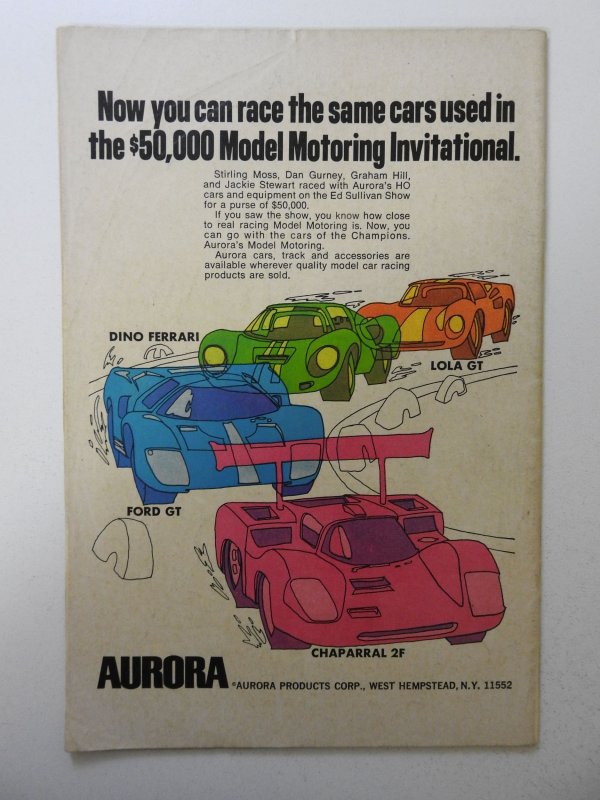 Now you can race the same cars used in
the $50,000 Model Motoring Invitational.
Stirling Moss, Dan Gurney, Graham Hill,
and Jackie Stewart raced with Aurora's HO
cars and equipment on the Ed Sullivan Show
for a purse of $50,000.
If you saw the show, you know how close
to real racing Model Motoring is. Now, you
can go with the cars of the Champions.
Aurora's Model Motoring.
Aurora cars, track and accessories are
available wherever quality model car racing
products are sold.
DINO FERRARI
LOLA GT
FORD GT
CHAPARRAL 2F
AURORA ©AURORA PRODUCTS CORP., WEST HEMPSTEAD, N.Y. 11552